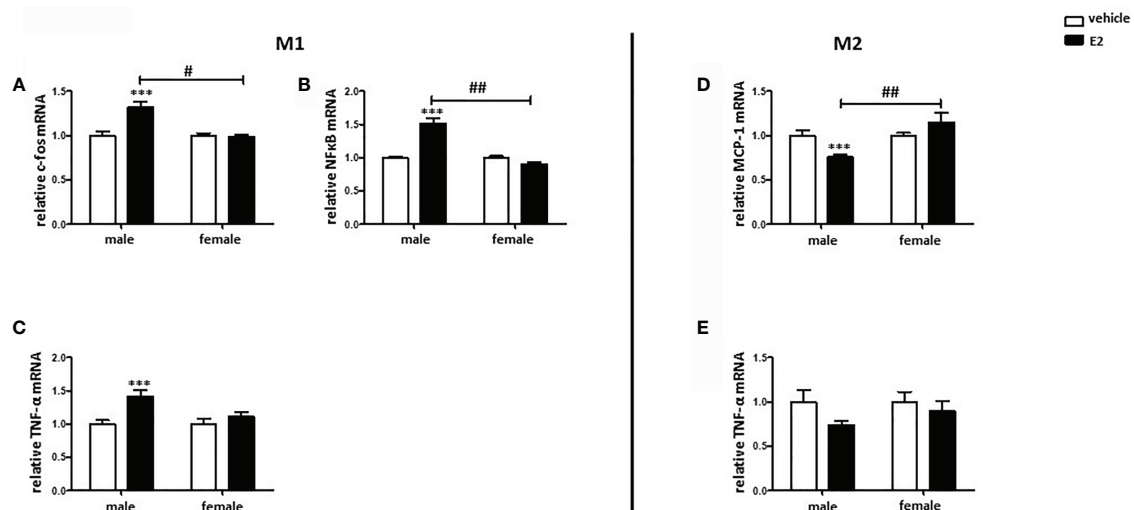 vehicle
E2
M1
M2
A
relative c-fos mRNA
1.5
1.0
0.5
0.0
***
#
male
female
B
relative NFκB mRNA
2.0
1.5
1.0
0.5
0.0
***
##
male
female
D
relative MCP-1 mRNA
1.5
1.0
0.5
0.0
***
##
male
female
C
relative TNF-α mRNA
2.0
1.5
1.0
0.5
0.0
***
male
female
E
relative TNF-α mRNA
1.5
1.0
0.5
0.0
male
female